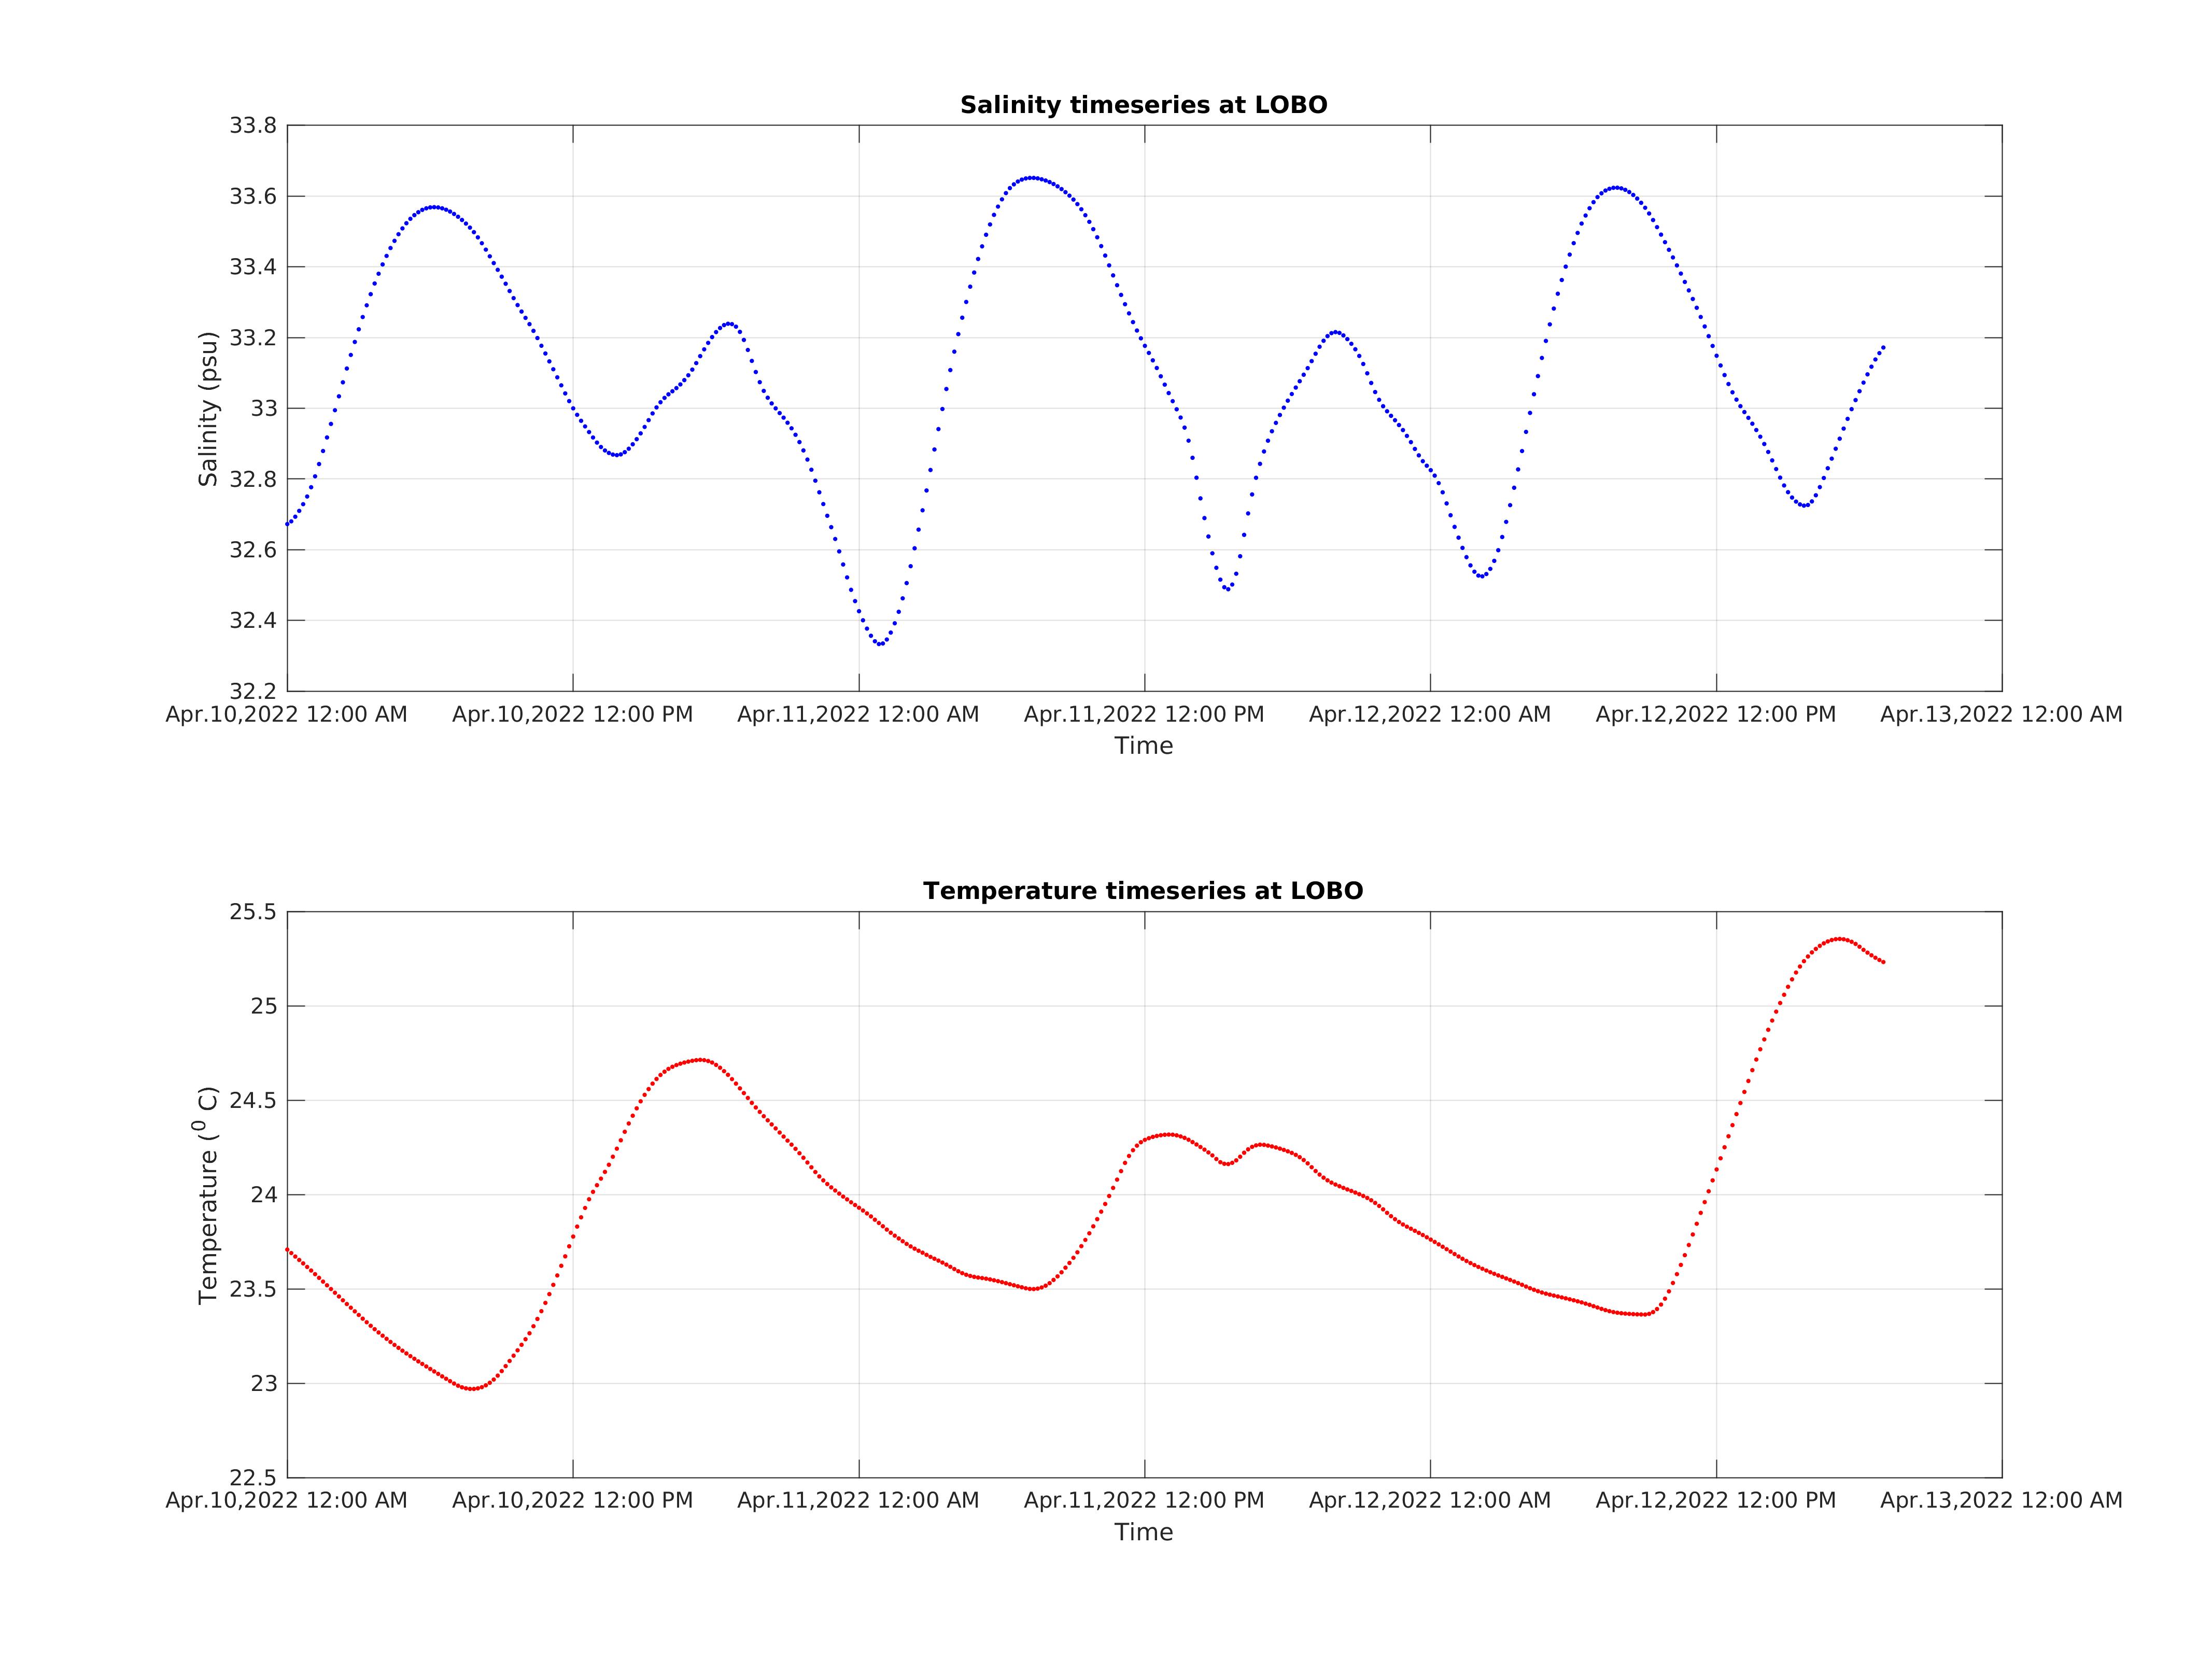 Salinity timeseries at LOBO
33.8
33.6
33.4
33.2
33
32.8
32.6
32.4
32.2
Salinity (psu)
Apr.10,2022 12:00 AM Apr.10,2022 12:00 PM Apr.11,2022 12:00 AM Apr.11,2022 12:00 PM Apr.12,2022 12:00 AM Apr.12,2022 12:00 PM Apr.13,2022 12:00 AM
Time
Temperature timeseries at LOBO
25.5
25
24.5
24
23.5
23
22.5
Temperature (⁰ C)
Apr.10,2022 12:00 AM Apr.10,2022 12:00 PM Apr.11,2022 12:00 AM Apr.11,2022 12:00 PM Apr.12,2022 12:00 AM Apr.12,2022 12:00 PM Apr.13,2022 12:00 AM
Time